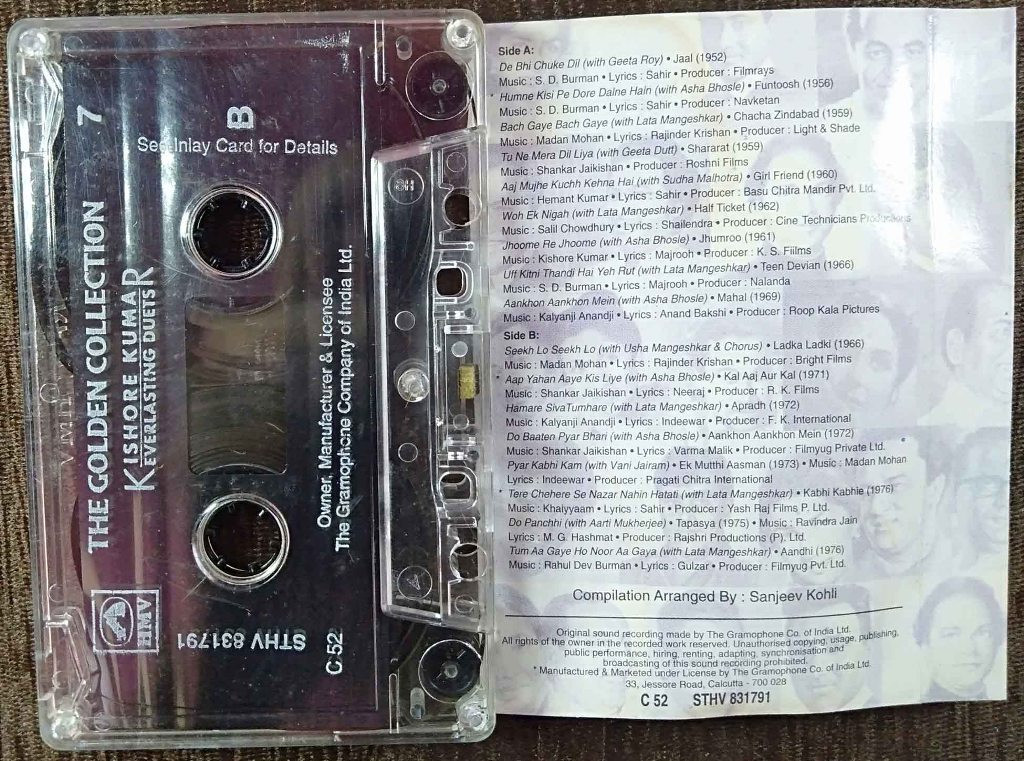 THE GOLDEN COLLECTION 7
KISHORE KUMAR
EVERLASTING DUETS
B
See Inlay Card for Details
Owner, Manufacturer & Licensee
The Gramophone Company of India Ltd.
HMV
STHV 831791
C 52
Side A:
De Bhi Chuke Dil (with Geeta Roy) • Jaal (1952)
Music : S. D. Burman • Lyrics : Sahir • Producer : Filmrays
* Humne Kisi Pe Dore Dalne Hain (with Asha Bhosle) • Funtoosh (1956)
Music : S. D. Burman • Lyrics : Sahir • Producer : Navketan
Bach Gaye Bach Gaye (with Lata Mangeshkar) • Chacha Zindabad (1959)
Music : Madan Mohan • Lyrics : Rajinder Krishan • Producer : Light & Shade
Tu Ne Mera Dil Liya (with Geeta Dutt) • Shararat (1959)
Music : Shankar Jaikishan • Producer : Roshni Films
Aaj Mujhe Kuchh Kehna Hai (with Sudha Malhotra) • Girl Friend (1960)
Music : Hemant Kumar • Lyrics : Sahir • Producer : Basu Chitra Mandir Pvt. Ltd.
Woh Ek Nigah (with Lata Mangeshkar) • Half Ticket (1962)
Music : Salil Chowdhury • Lyrics : Shailendra • Producer : Cine Technicians Productions
Jhoome Re Jhoome (with Asha Bhosle) • Jhumroo (1961)
Music : Kishore Kumar • Lyrics : Majrooh • Producer : K. S. Fiilms
Uff Kitni Thandi Hai Yeh Rut (with Lata Mangeshkar) • Teen Devian (1966)
Music : S. D. Burman • Lyrics : Majrooh • Producer : Nalanda
Aankhon Aankhon Mein (with Asha Bhosle) • Mahal (1969)
Music : Kalyanji Anandji • Lyrics : Anand Bakshi • Producer : Roop Kala Pictures
Side B:
Seekh Lo Seekh Lo (with Usha Mangeshkar & Chorus) • Ladka Ladki (1966)
Music : Madan Mohan • Lyrics : Rajinder Krishan • Producer : Bright Films
* Aap Yahan Aaye Kis Liye (with Asha Bhosle) • Kal Aaj Aur Kal (1971)
Music : Shankar Jaikishan • Lyrics : Neeraj • Producer : R. K. Films
Hamare SivaTumhare (with Lata Mangeshkar) • Apradh (1972)
Music : Kalyanji Anandji • Lyrics : Indeewar • Producer : F. K. International
Do Baaten Pyar Bhari (with Asha Bhosle) • Aankhon Aankhon Mein (1972)
Music : Shankar Jaikishan • Lyrics : Varma Malik • Producer : Filmyug Private Ltd.
Pyar Kabhi Kam (with Vani Jairam) • Ek Mutthi Aasman (1973) • Music : Madan Mohan
Lyrics : Indeewar • Producer : Pragati Chitra International
* Tere Chehere Se Nazar Nahin Hatati (with Lata Mangeshkar) • Kabhi Kabhie (1976)
Music : Khaiyyaam • Lyrics : Sahir • Producer : Yash Raj Films P. Ltd.
Do Panchhi (with Aarti Mukherjee) • Tapasya (1975) • Music : Ravindra Jain
Lyrics : M. G. Hashmat • Producer : Rajshri Productions (P). Ltd.
Tum Aa Gaye Ho Noor Aa Gaya (with Lata Mangeshkar) • Aandhi (1976)
Music : Rahul Dev Burman • Lyrics : Gulzar • Producer : Filmyug Pvt. Ltd.
Compilation Arranged By : Sanjeev Kohli
Original sound recording made by The Gramophone Co. of India Ltd.
All rights of the owner in the recorded work reserved. Unauthorised copying, usage, publishing,
public performance, hiring, renting, adapting, synchronisation and
broadcasting of this sound recording prohibited.
* Manufactured & Marketed under License by The Gramophone Co. of India Ltd.
33, Jessore Road, Calcutta - 700 028
C 52 STHV 831791